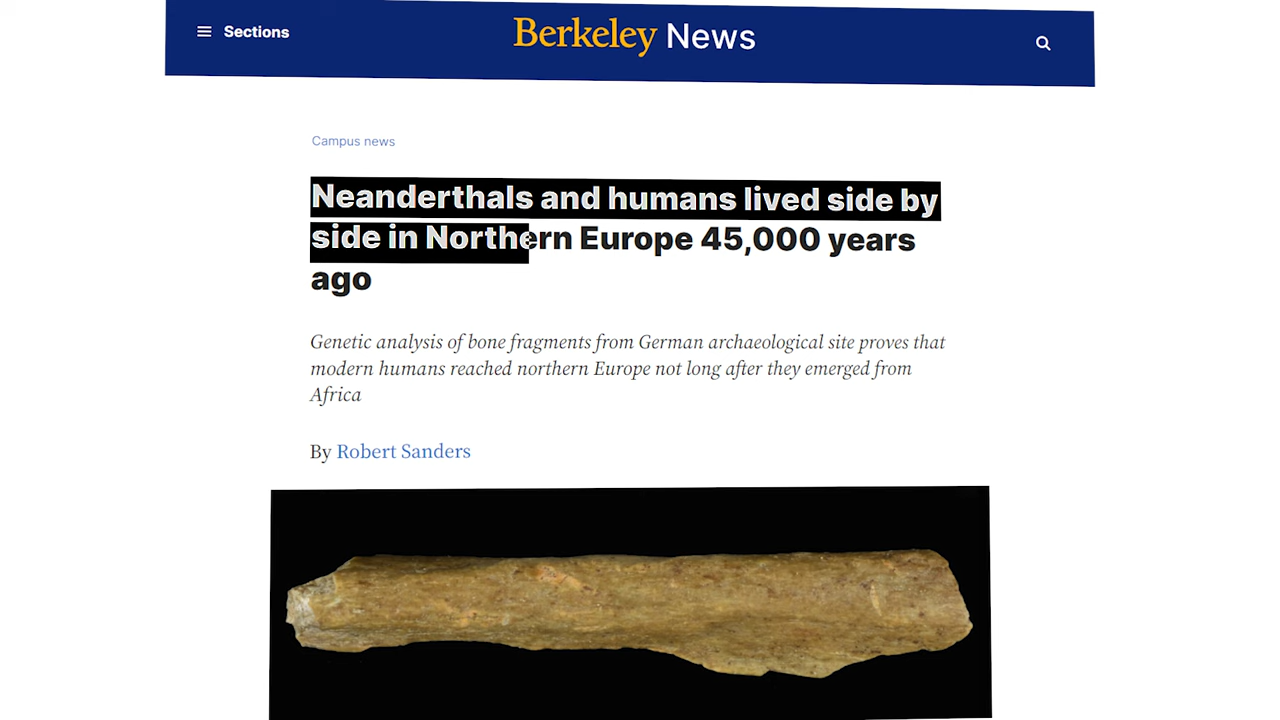 Sections
Berkeley News
Campus news
Neanderthals and humans lived side by
side in Northern Europe 45,000 years
ago
Genetic analysis of bone fragments from German archaeological site proves that
modern humans reached northern Europe not long after they emerged from
Africa
By Robert Sanders